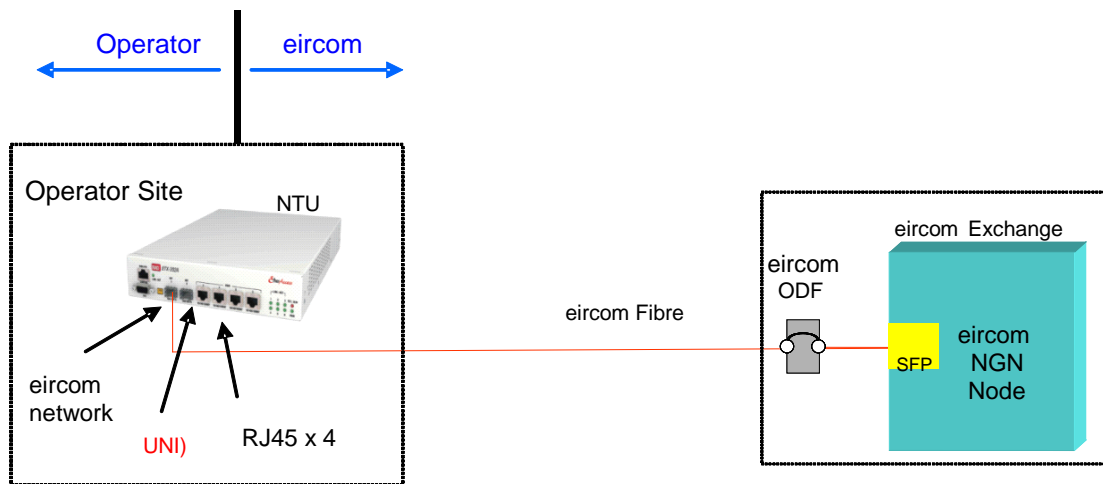 Operator
eircom
Operator Site
NTU
eircom
network
UNI)
RJ45 x 4
eircom Fibre
eircom Exchange
eircom
ODF
SFP
eircom
NGN
Node